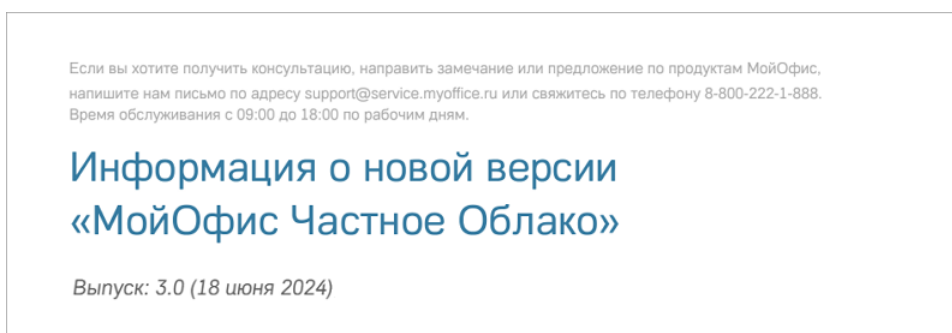 Если вы хотите получить консультацию, направить замечание или предложение по продуктам МойОфис,
напишите нам письмо по адресу support@service.myoffice.ru или свяжитесь по телефону 8-800-222-1-888.
Время обслуживания с 09:00 до 18:00 по рабочим дням.
Информация о новой версии
«МойОфис Частное Облако»
Выпуск: 3.0 (18 июня 2024)